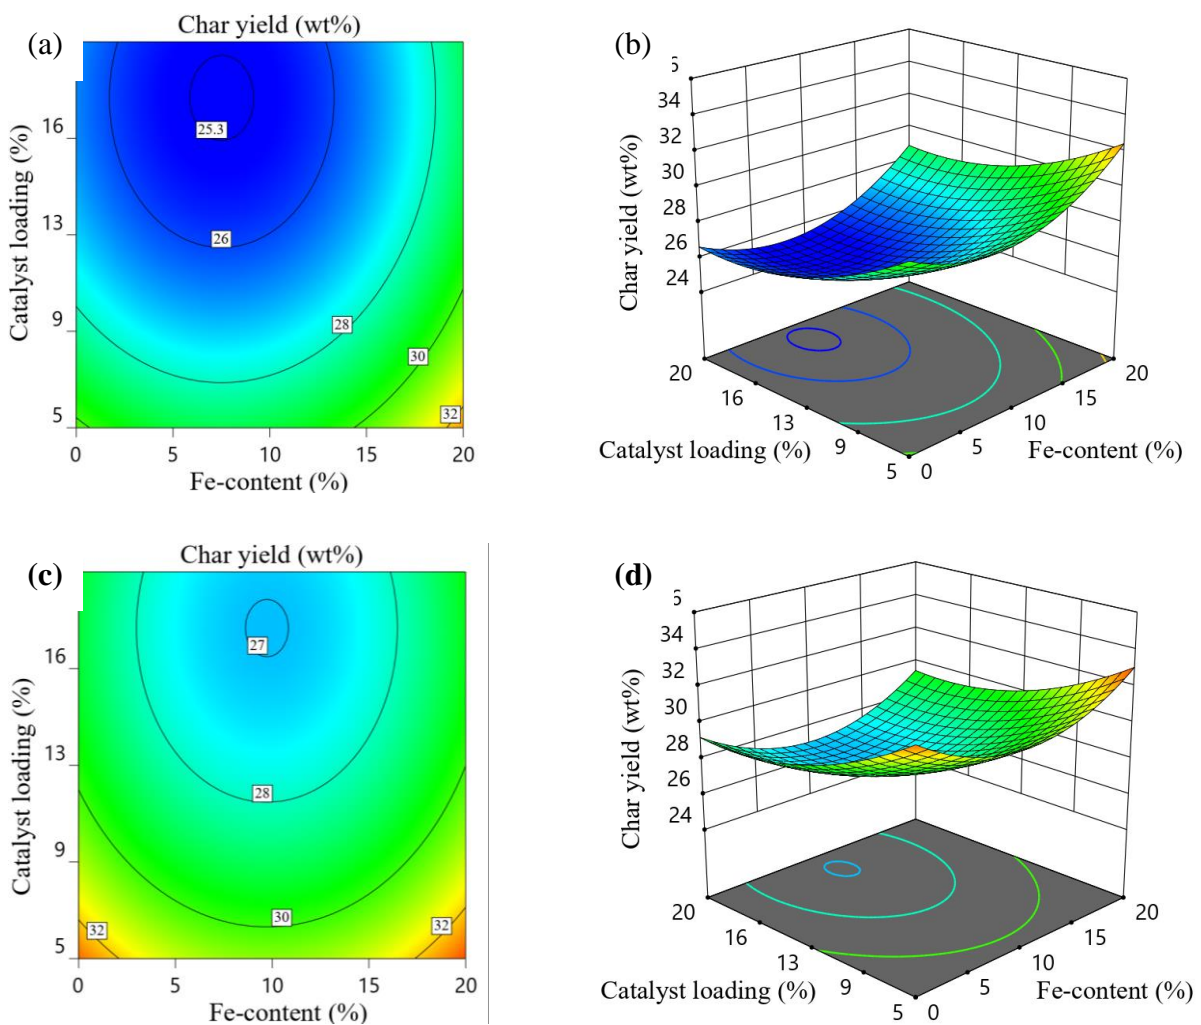 Char yield (wt%)
(a)
Catalyst loading (%)
16
13
9
5
25.3
26
28
30
32
0 5 10 15 20
Fe-content (%)
(b)
Char yield (wt%)
5
34
32
30
28
26
24
20
16
13
9
5
Catalyst loading (%)
0
5
10
15
20
Fe-content (%)
Char yield (wt%)
(c)
Catalyst loading (%)
16
13
9
5
27
28
30
32
32
0 5 10 15 20
Fe-content (%)
(d)
Char yield (wt%)
5
34
32
30
28
26
24
20
16
13
9
5
Catalyst loading (%)
0
5
10
15
20
Fe-content (%)